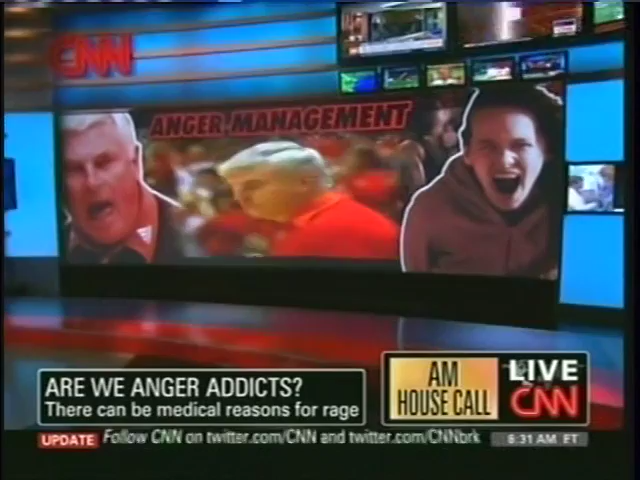 CNN
ANGER MANAGEMENT
ARE WE ANGER ADDICTS?
There can be medical reasons for rage
AM
HOUSE CALL
LIVE
CNN
UPDATE Follow CNN on twitter.com/CNN and twitter.com/CNNbrk 8:31 AM ET